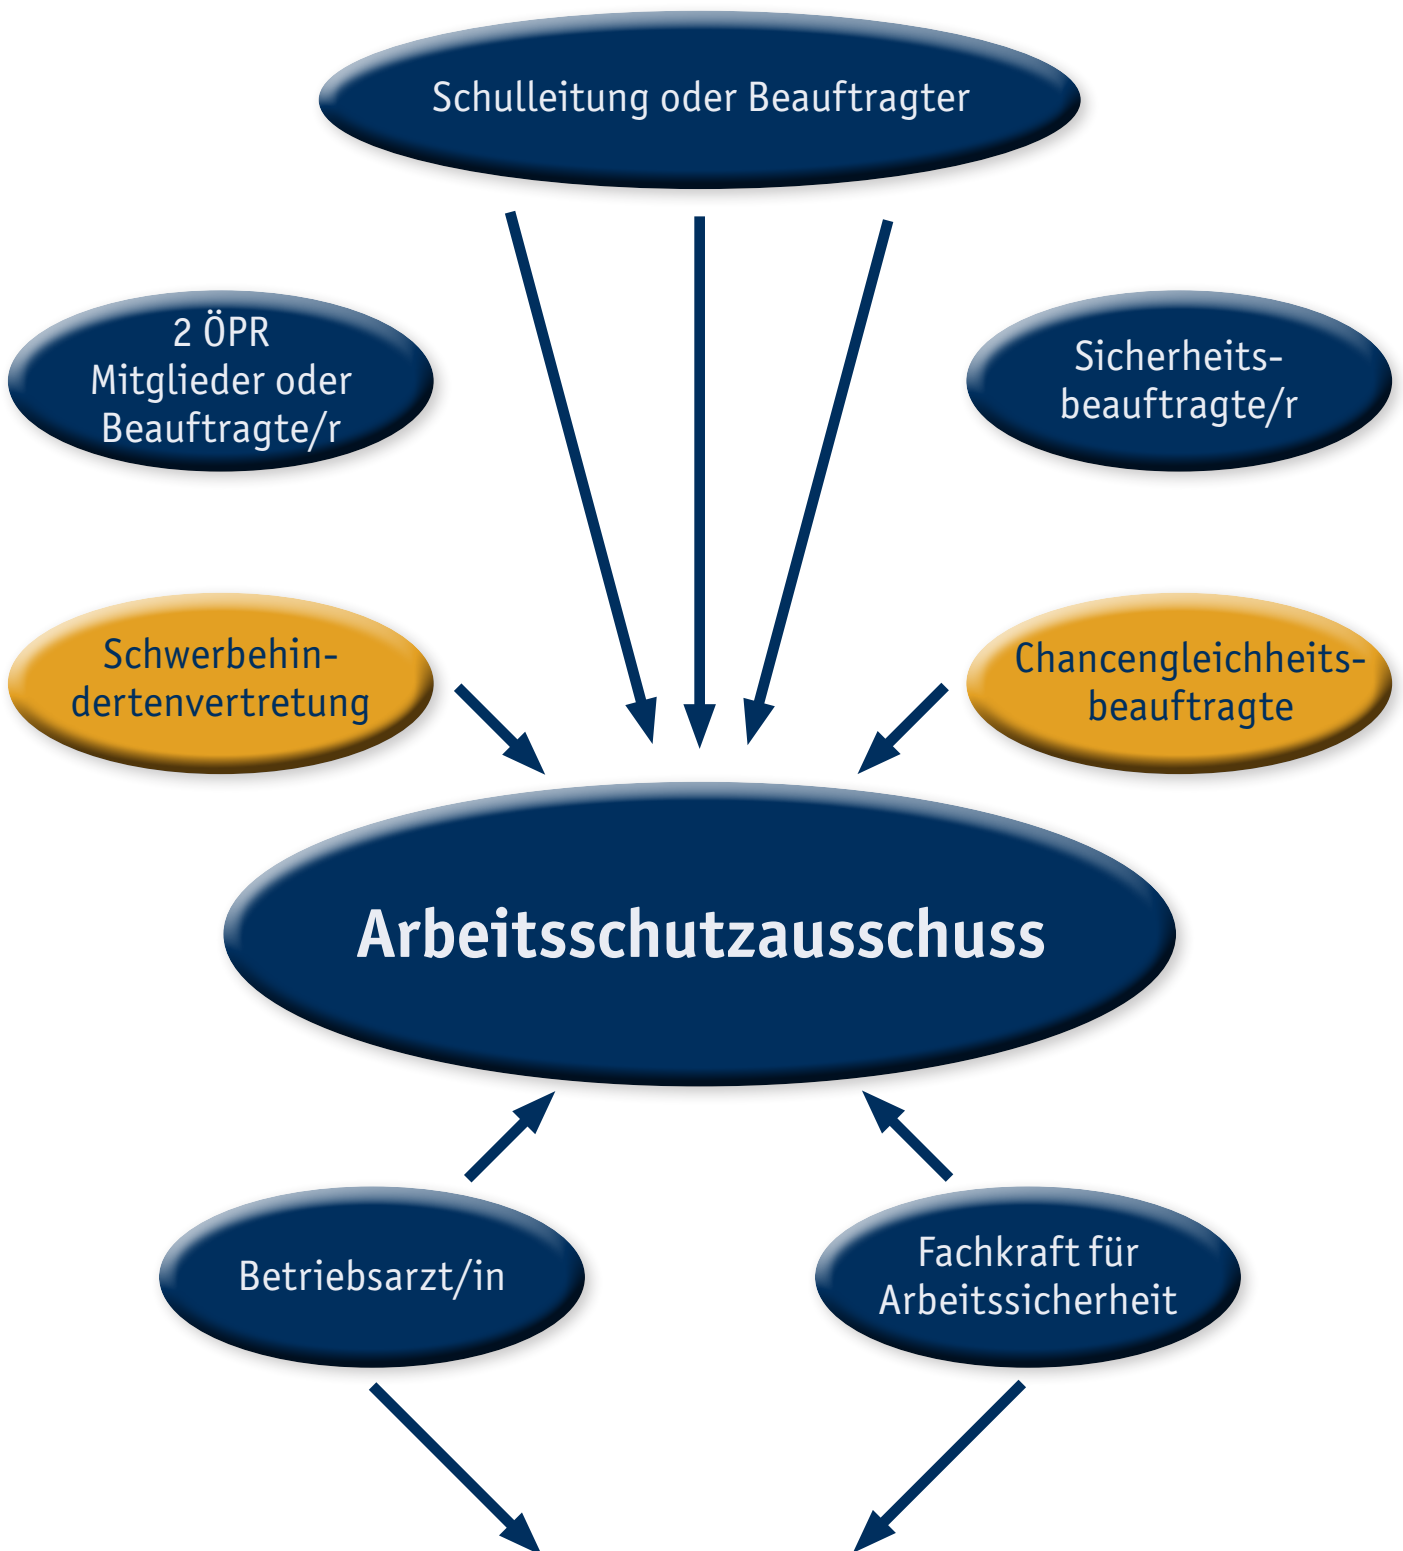 Schulleitung oder Beauftragter
2 ÖPR
Mitglieder oder
Beauftragte/r
Sicherheits-
beauftragte/r
Schwerbehin-
dertenvertretung
Chancengleichheits-
beauftragte
Arbeitsschutzausschuss
Betriebsarzt/in
Fachkraft für
Arbeitssicherheit